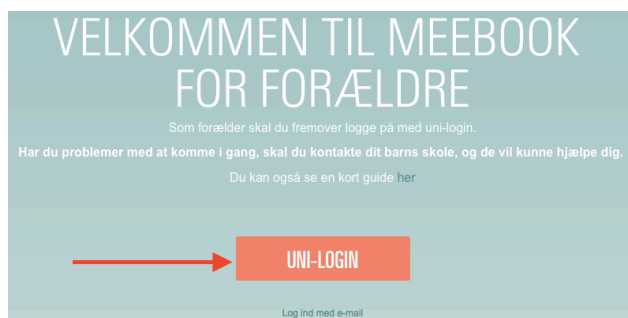 VELKOMMEN TIL MEEBOOK
FOR FORÆLDRE
Som forælder skal du fremover logge på med uni-login.
Har du problemer med at komme i gang, skal du kontakte dit barns skole, og de vil kunne hjælpe dig.
Du kan også se en kort guide her
UNI-LOGIN
Log ind med e-mail